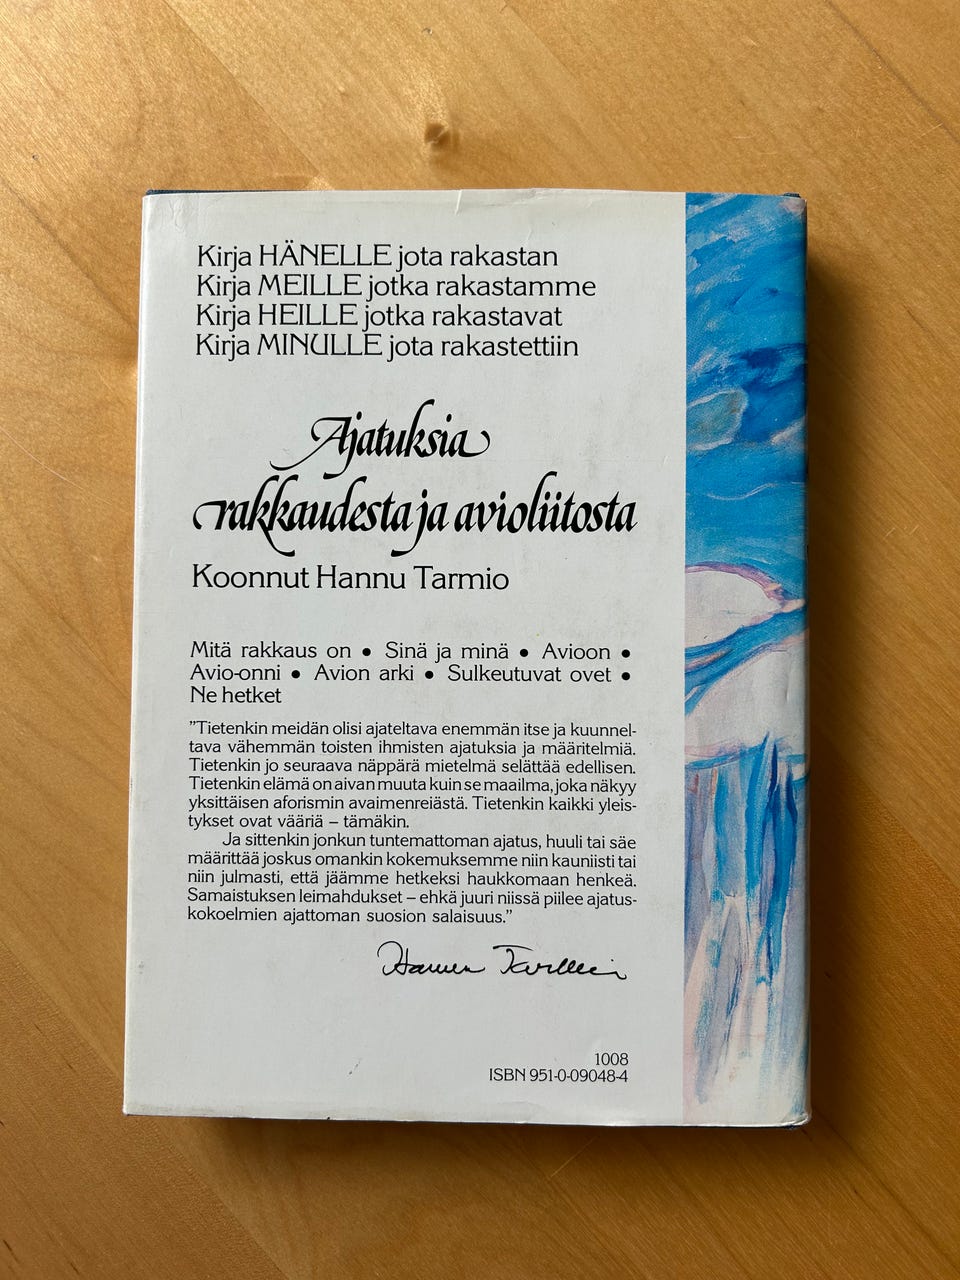 Kirja HÄNELLE jota rakastan
Kirja MEILLE jotka rakastamme
Kirja HEILLE jotka rakastavat
Kirja MINULLE jota rakastettiin
Ajatuksia
rakkaudesta ja avioliitosta
Koonnut Hannu Tarmio
Mitä rakkaus on • Sinä ja minä • Avioon •
Avio-onni • Avion arki • Sulkeutuvat ovet •
Ne hetket
”Tietenkin meidän olisi ajateltava enemmän itse ja kuunnel-
tava vähemmän toisten ihmisten ajatuksia ja määritelmiä.
Tietenkin jo seuraava näppärä mietelmä selättää edellisen.
Tietenkin elämä on aivan muuta kuin se maailma, joka näkyy
yksittäisen aforismin avaimenreiästä. Tietenkin kaikki yleis-
tykset ovat vääriä – tämäkin.
Ja sittenkin jonkun tuntemattoman ajatus, huuli tai säe
määrittää joskus omankin kokemuksemme niin kauniisti tai
niin julmasti, että jäämme hetkeksi haukkomaan henkeä.
Samaistuksen leimahdukset – ehkä juuri niissä piilee ajatus-
kokoelmien ajattoman suosion salaisuus.”
Hannu Tarmio
1008
ISBN 951-0-09048-4